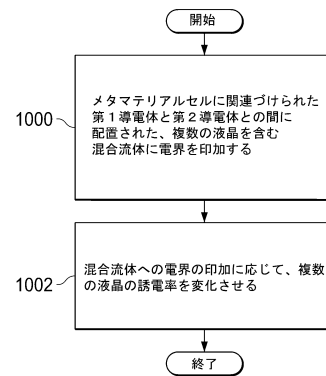 開始
1000
メタマテリアルセルに関連づけられた
第１導電体と第２導電体との間に
配置された、複数の液晶を含む
混合流体に電界を印加する
1002
混合流体への電界の印加に応じて、複数
の液晶の誘電率を変化させる
終了